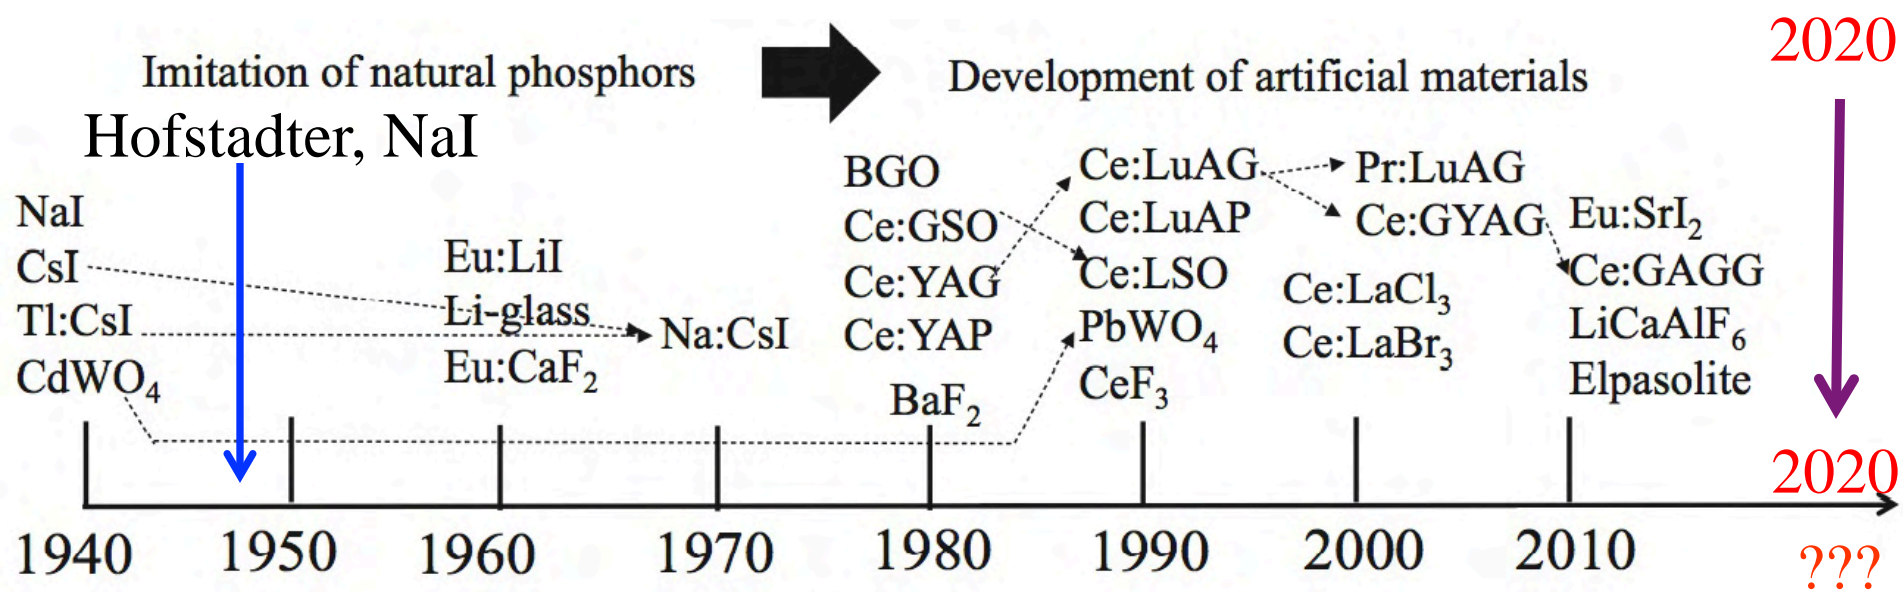 2020
Imitation of natural phosphors
Development of artificial materials
Hofstadter, NaI
NaI
CsI
Tl:CsI
CdWO₄
Eu:LiI
Li-glass
Eu:CaF₂
Na:CsI
BGO
Ce:GSO
Ce:YAG
Ce:YAP
BaF₂
Ce:LuAG
Ce:LuAP
Ce:LSO
PbWO₄
CeF₃
Pr:LuAG
Ce:GYAG
Ce:LaCl₃
Ce:LaBr₃
Eu:SrI₂
Ce:GAGG
LiCaAlF₆
Elpasolite
2020
1940 1950 1960 1970 1980 1990 2000 2010 ???